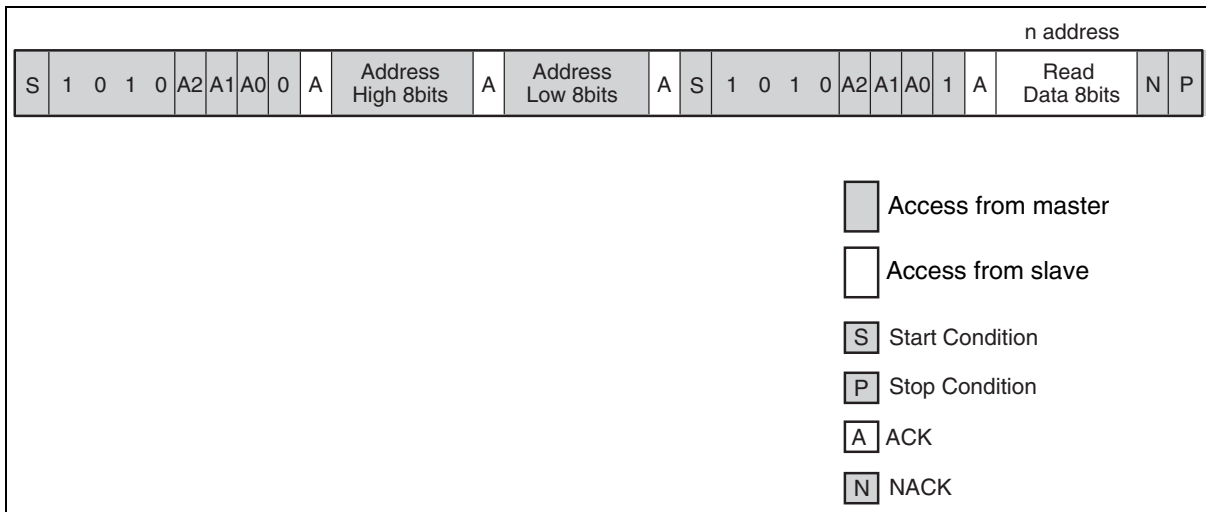 n address
S 1 0 1 0 A2 A1 A0 0 A Address High 8bits A Address Low 8bits A S 1 0 1 0 A2 A1 A0 1 A Read Data 8bits N P
Access from master
Access from slave
S Start Condition
P Stop Condition
A ACK
N NACK